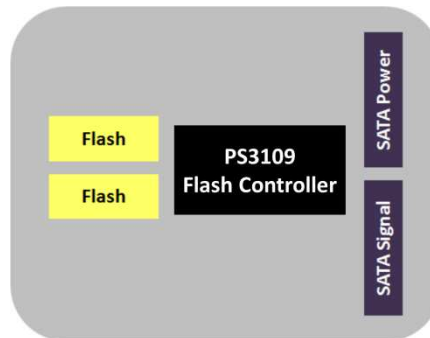 Flash
Flash
PS3109
Flash Controller
SATA Power
SATA Signal